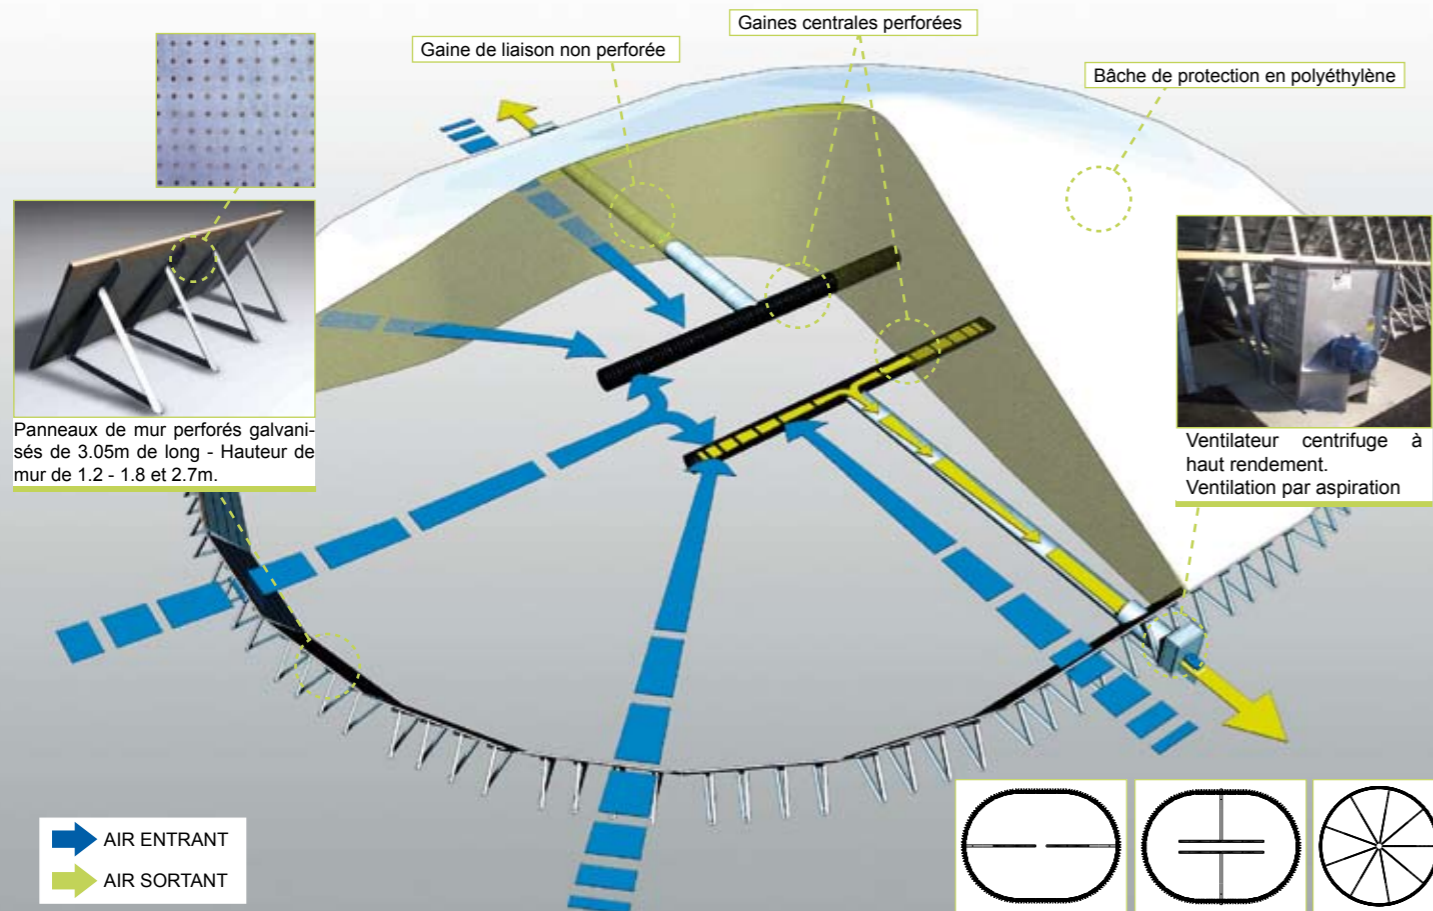 Gaines centrales perforées
Gaine de liaison non perforée
Bâche de protection en polyéthylène
Panneaux de mur perforés galvani-
sés de 3.05m de long - Hauteur de
mur de 1.2 - 1.8 et 2.7m.
Ventilateur centrifuge à
haut rendement.
Ventilation par aspiration
AIR ENTRANT
AIR SORTANT